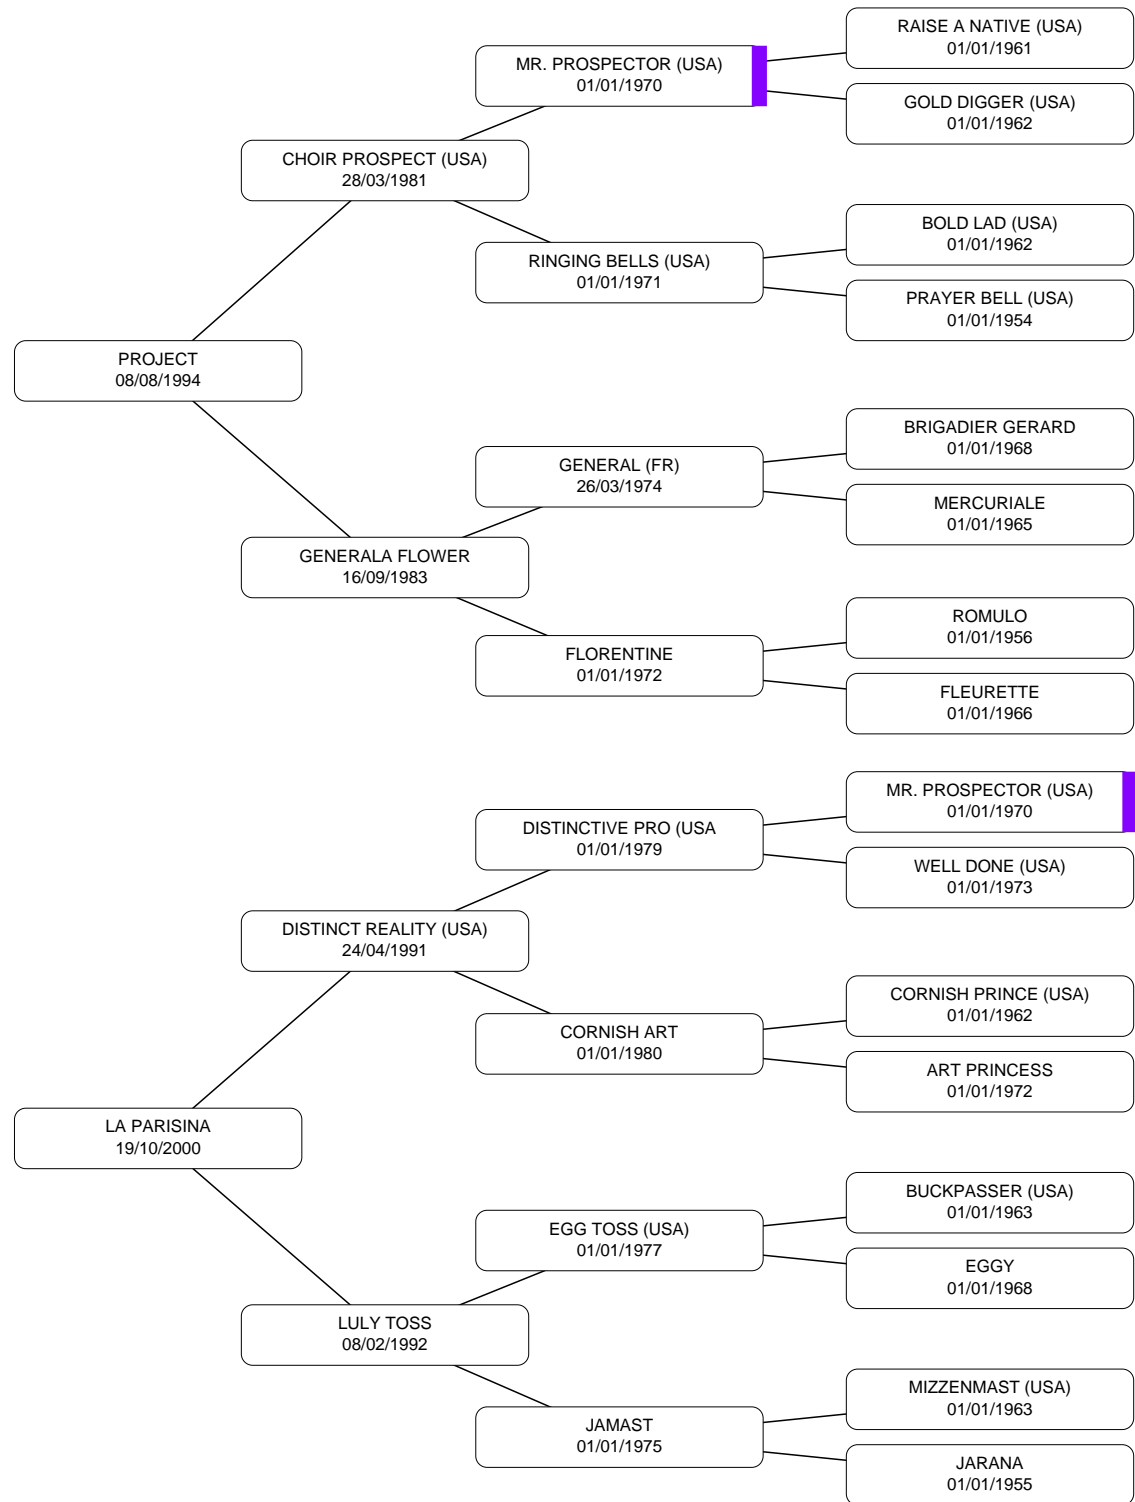 RAISE A NATIVE (USA)
01/01/1961
MR. PROSPECTOR (USA)
01/01/1970
GOLD DIGGER (USA)
01/01/1962
CHOIR PROSPECT (USA)
28/03/1981
BOLD LAD (USA)
01/01/1962
RINGING BELLS (USA)
01/01/1971
PRAYER BELL (USA)
01/01/1954
PROJECT
08/08/1994
BRIGADIER GERARD
01/01/1968
GENERAL (FR)
26/03/1974
MERCURIALE
01/01/1965
GENERALA FLOWER
16/09/1983
ROMULO
01/01/1956
FLORENTINE
01/01/1972
FLEURETTE
01/01/1966
MR. PROSPECTOR (USA)
01/01/1970
DISTINCTIVE PRO (USA
01/01/1979
WELL DONE (USA)
01/01/1973
DISTINCT REALITY (USA)
24/04/1991
CORNISH PRINCE (USA)
01/01/1962
CORNISH ART
01/01/1980
ART PRINCESS
01/01/1972
LA PARISINA
19/10/2000
BUCKPASSER (USA)
01/01/1963
EGG TOSS (USA)
01/01/1977
EGGY
01/01/1968
LULY TOSS
08/02/1992
MIZZENMAST (USA)
01/01/1963
JAMAST
01/01/1975
JARANA
01/01/1955